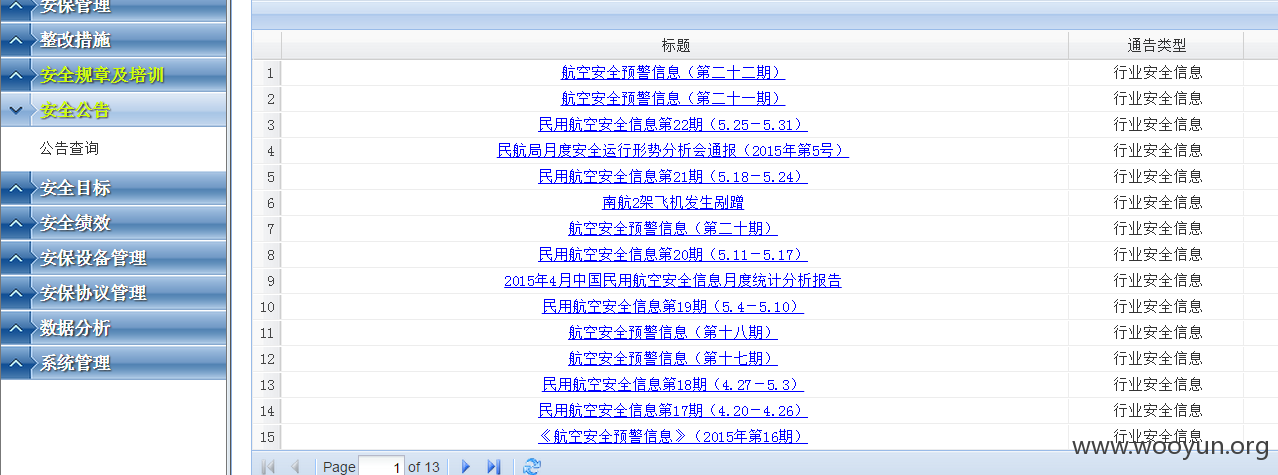 安保管理
整改措施
安全规章及培训
安全公告
公告查询
安全目标
安全绩效
安保设备管理
安保协议管理
数据分析
系统管理
标题 通告类型
1 航空安全预警信息（第二十二期） 行业安全信息
2 航空安全预警信息（第二十一期） 行业安全信息
3 民用航空安全信息第22期（5.25－5.31） 行业安全信息
4 民航局月度安全运行形势分析会通报（2015年第5号） 行业安全信息
5 民用航空安全信息第21期（5.18－5.24） 行业安全信息
6 南航2架飞机发生剐蹭 行业安全信息
7 航空安全预警信息（第二十期） 行业安全信息
8 民用航空安全信息第20期（5.11－5.17） 行业安全信息
9 2015年4月中国民用航空安全信息月度统计分析报告 行业安全信息
10 民用航空安全信息第19期（5.4－5.10） 行业安全信息
11 航空安全预警信息（第十八期） 行业安全信息
12 航空安全预警信息（第十七期） 行业安全信息
13 民用航空安全信息第18期（4.27－5.3） 行业安全信息
14 民用航空安全信息第17期（4.20－4.26） 行业安全信息
15 《航空安全预警信息》（2015年第16期） 行业安全信息
www.wooyun.org
Page 1 of 13